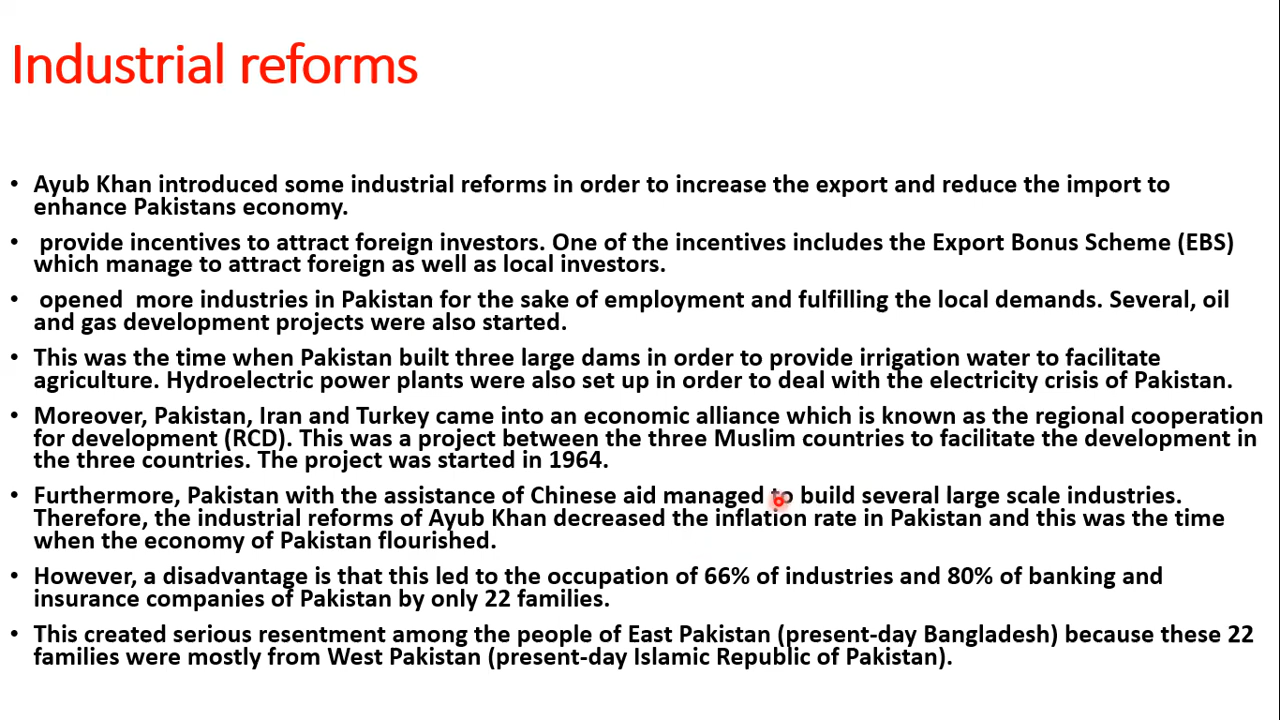 Industrial reforms
• Ayub Khan introduced some industrial reforms in order to increase the export and reduce the import to
enhance Pakistans economy.
• provide incentives to attract foreign investors. One of the incentives includes the Export Bonus Scheme (EBS)
which manage to attract foreign as well as local investors.
• opened  more industries in Pakistan for the sake of employment and fulfilling the local demands. Several, oil
and gas development projects were also started.
• This was the time when Pakistan built three large dams in order to provide irrigation water to facilitate
agriculture. Hydroelectric power plants were also set up in order to deal with the electricity crisis of Pakistan.
• Moreover, Pakistan, Iran and Turkey came into an economic alliance which is known as the regional cooperation
for development (RCD). This was a project between the three Muslim countries to facilitate the development in
the three countries. The project was started in 1964.
• Furthermore, Pakistan with the assistance of Chinese aid managed to build several large scale industries.
Therefore, the industrial reforms of Ayub Khan decreased the inflation rate in Pakistan and this was the time
when the economy of Pakistan flourished.
• However, a disadvantage is that this led to the occupation of 66% of industries and 80% of banking and
insurance companies of Pakistan by only 22 families.
• This created serious resentment among the people of East Pakistan (present-day Bangladesh) because these 22
families were mostly from West Pakistan (present-day Islamic Republic of Pakistan).